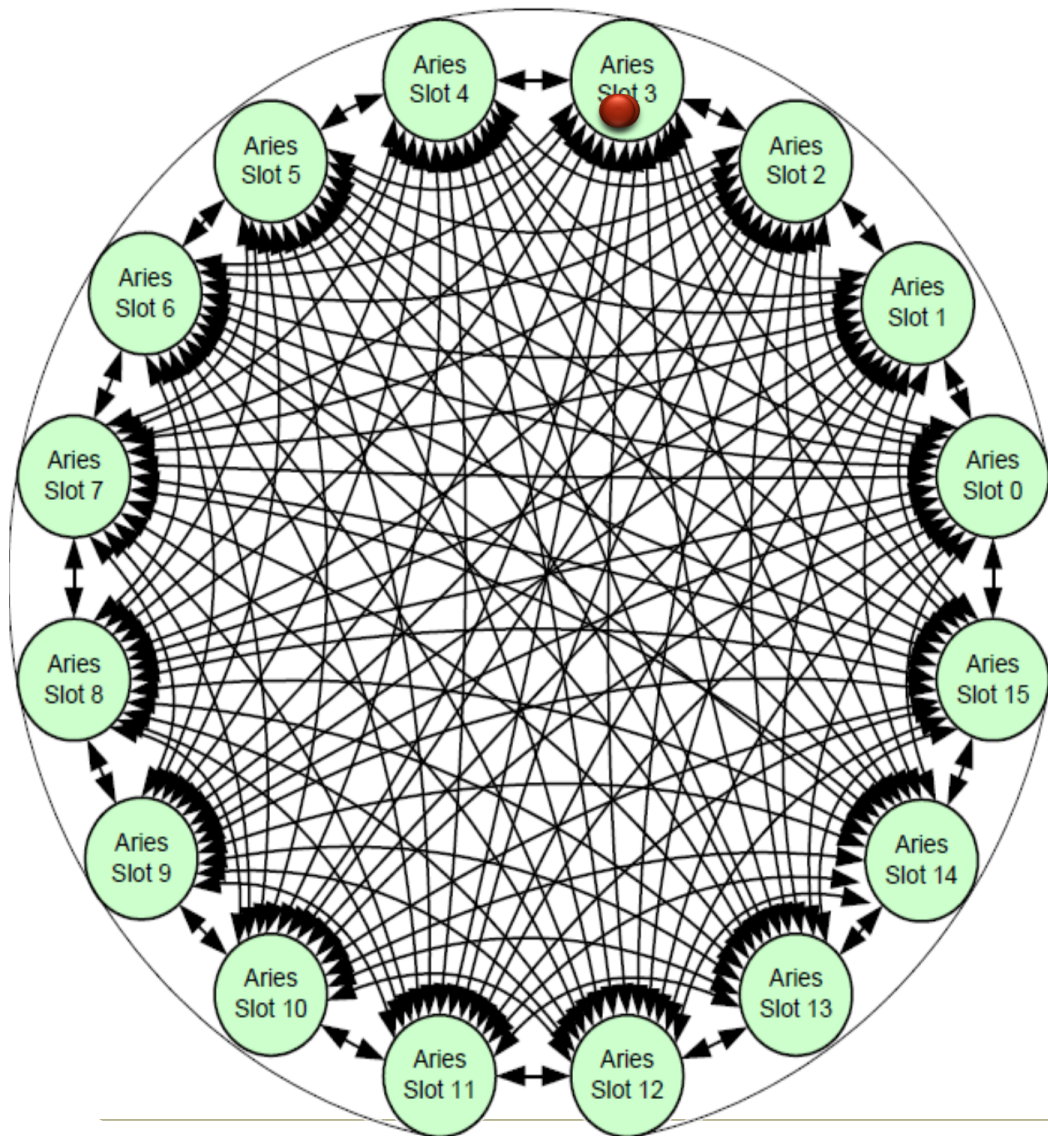 Aries
Slot 4
Aries
Slot 3
Aries
Slot 5
Aries
Slot 2
Aries
Slot 6
Aries
Slot 1
Aries
Slot 7
Aries
Slot 0
Aries
Slot 8
Aries
Slot 15
Aries
Slot 9
Aries
Slot 14
Aries
Slot 10
Aries
Slot 13
Aries
Slot 11
Aries
Slot 12